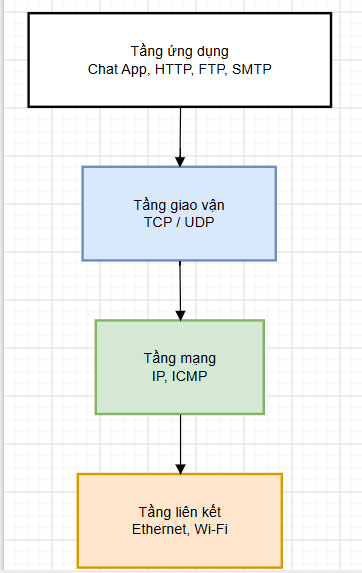 Tầng ứng dụng
Chat App, HTTP, FTP, SMTP
Tầng giao vận
TCP / UDP
Tầng mạng
IP, ICMP
Tầng liên kết
Ethernet, Wi-Fi